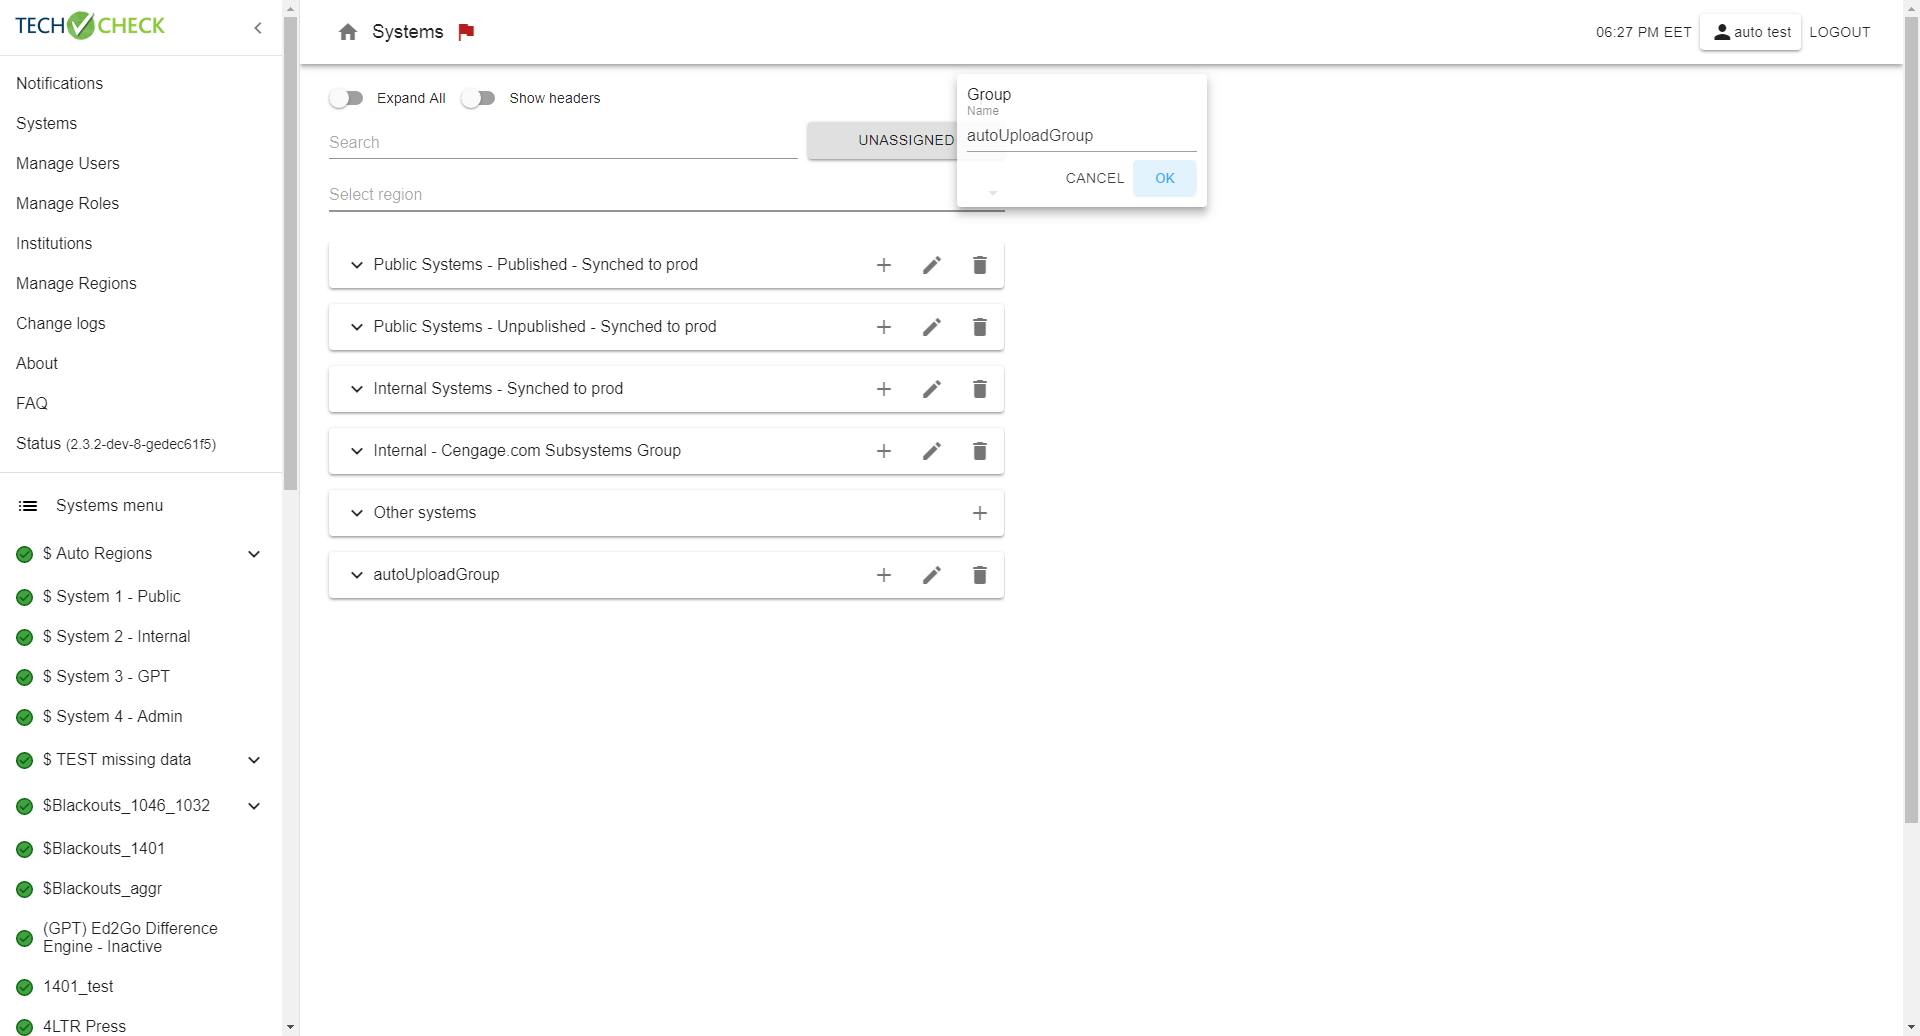 TECH CHECK
Notifications
Systems
Manage Users
Manage Roles
Institutions
Manage Regions
Change logs
About
FAQ
Status (2.3.2-dev-8-gedec61f5)
Systems menu
$ Auto Regions
$ System 1 - Public
$ System 2 - Internal
$ System 3 - GPT
$ System 4 - Admin
$ TEST missing data
$Blackouts_1046_1032
$Blackouts_1401
$Blackouts_aggr
(GPT) Ed2Go Difference
Engine - Inactive
1401_test
4LTR Press
Systems
06:27 PM EET
auto test
LOGOUT
Expand All
Show headers
Search
UNASSIGNED
Select region
Group
Name
autoUploadGroup
CANCEL
OK
Public Systems - Published - Synched to prod
Public Systems - Unpublished - Synched to prod
Internal Systems - Synched to prod
Internal - Cengage.com Subsystems Group
Other systems
autoUploadGroup